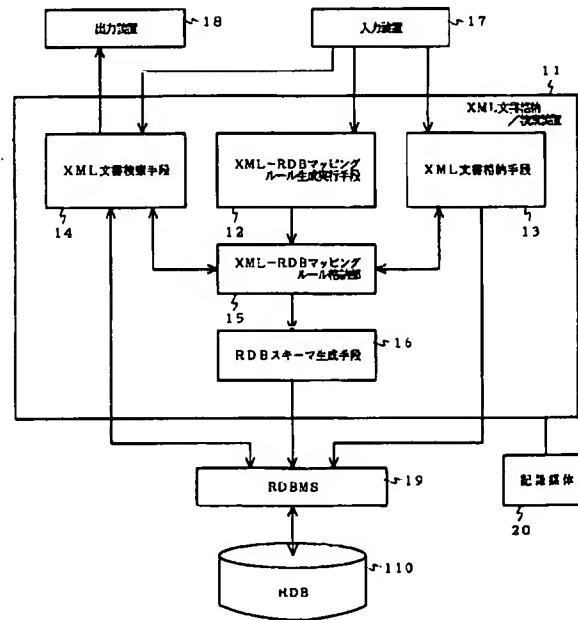 出力装置
18
入力装置
17
11
XML文書格納
/検索装置
XML文書検索手段
14
XML-RDBマッピング
ルール生成実行手段
12
XML文書格納手段
13
XML-RDBマッピング
ルール格納部
15
RDBスキーマ生成手段
16
RDBMS
19
記録媒体
20
RDB
110